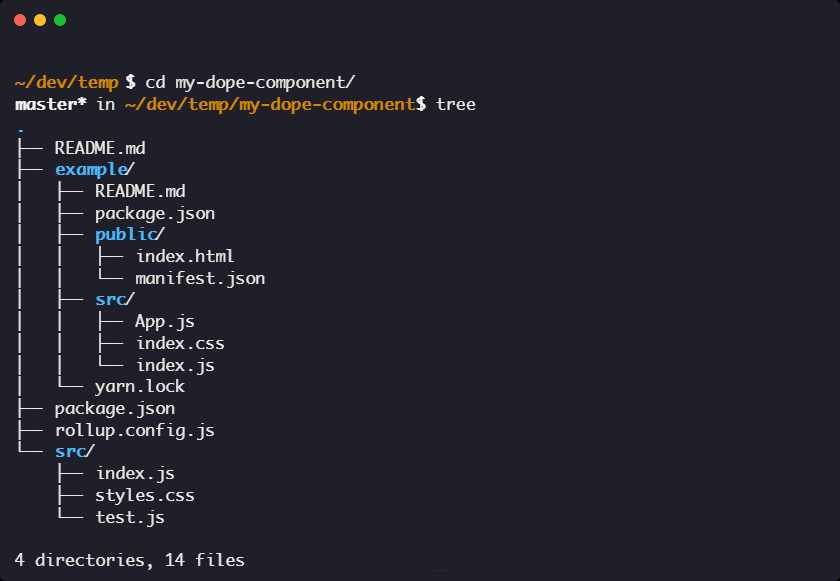 ~/dev/temp $ cd my-dope-component/
master* in ~/dev/temp/my-dope-component$ tree
.
├── README.md
├── example/
│   ├── README.md
│   ├── package.json
│   ├── public/
│   │   ├── index.html
│   │   └── manifest.json
│   ├── src/
│   │   ├── App.js
│   │   ├── index.css
│   │   └── index.js
│   └── yarn.lock
├── package.json
├── rollup.config.js
└── src/
    ├── index.js
    ├── styles.css
    └── test.js

4 directories, 14 files